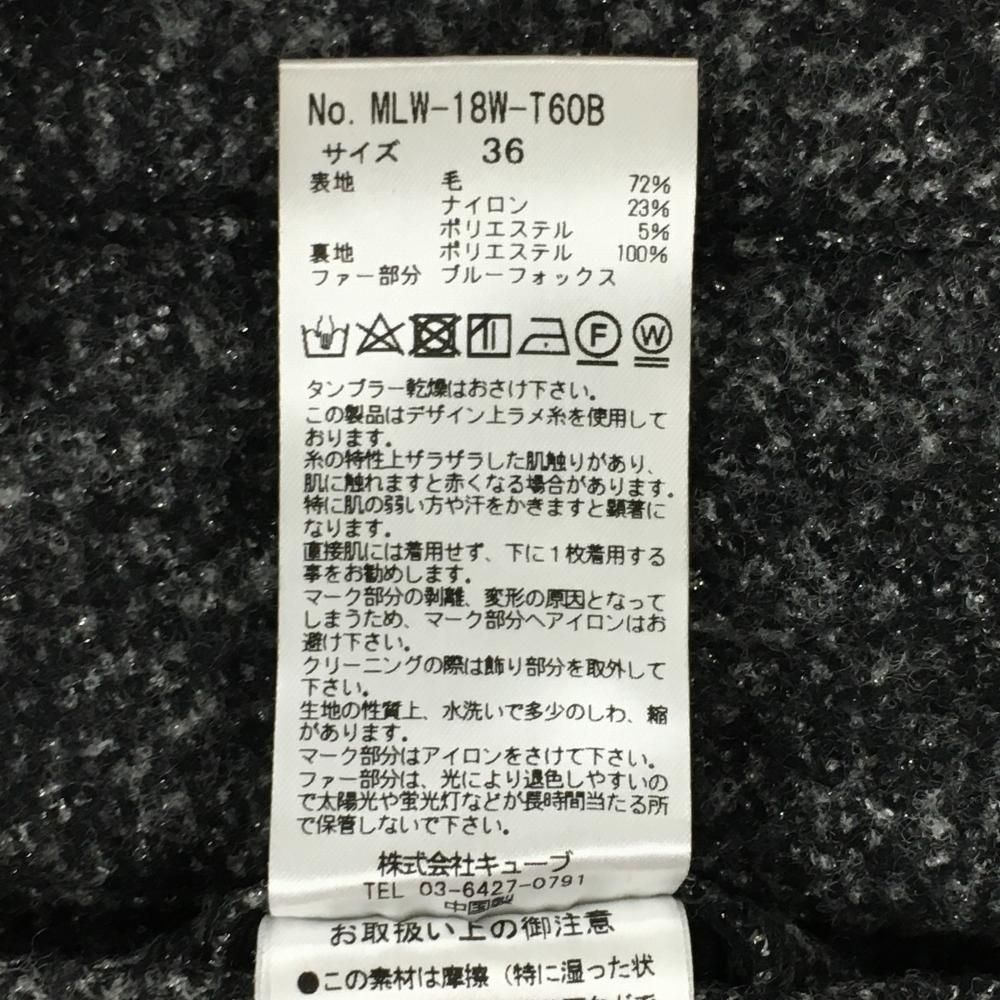 No. MLW-18W-T60B
サイズ 36
表地 毛 72%
ナイロン 23%
ポリエステル 5%
裏地 ポリエステル 100%
ファー部分 ブルーフォックス
F W
タンブラー乾燥はおさけ下さい。
この製品はデザイン上ラメ糸を使用して
おります。
糸の特性上ザラザラした肌触りがあり、
肌に触れますと赤くなる場合があります。
特に肌の弱い方や汗をかきますと顕著に
なります。
直接肌には着用せず、下に1枚着用する
事をお勧めします。
マーク部分の剥離、変形の原因となって
しまうため、マーク部分へアイロンはお
避け下さい。
クリーニングの際は飾り部分を取外して
下さい。
生地の性質上、水洗いで多少のしわ、縮
があります。
マーク部分はアイロンをさけて下さい。
ファー部分は、光により退色しやすいの
で太陽光や蛍光灯などが長時間当たる所
で保管しないで下さい。
株式会社キューブ
TEL 03-6427-0791
中国製
お取扱い上の御注意
●この素材は摩擦（特に湿った状